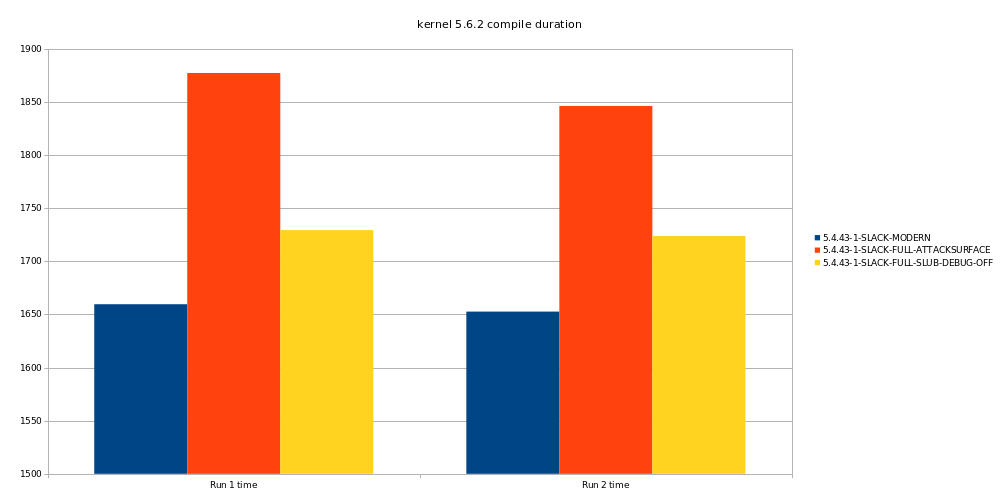 kernel 5.6.2 compile duration
1900
1850
1800
1750
1700
1650
1600
1550
1500
Run 1 time
Run 2 time
5.4.43-1-SLACK-MODERN
5.4.43-1-SLACK-FULL-ATTACKSURFACE
5.4.43-1-SLACK-FULL-SLUB-DEBUG-OFF